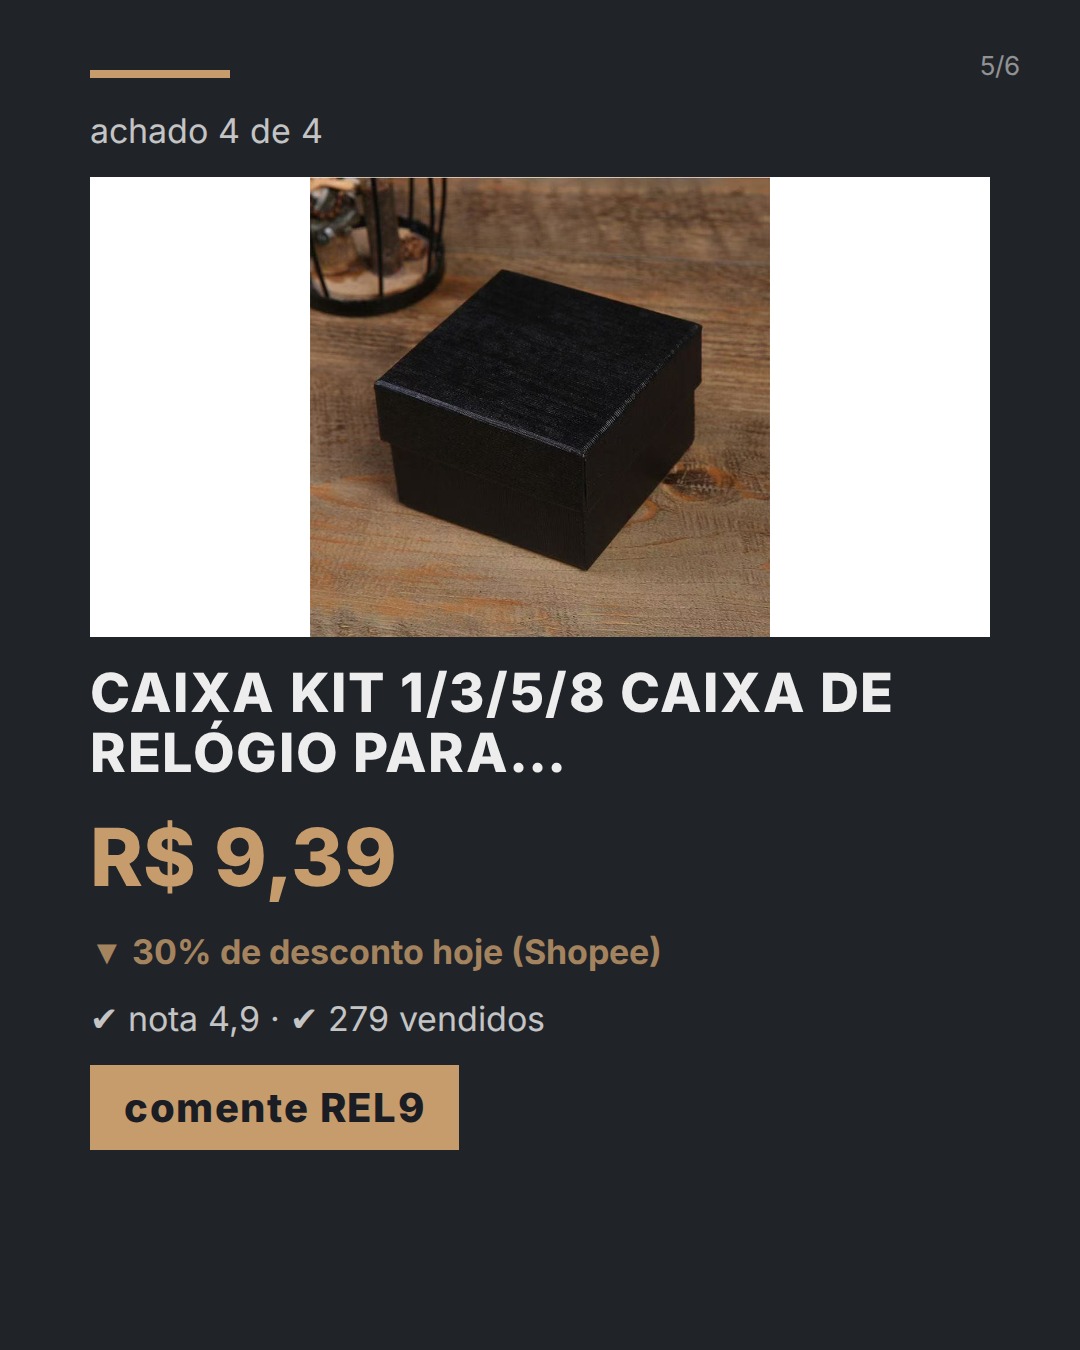 5/6
achado 4 de 4
CAIXA KIT 1/3/5/8 CAIXA DE
RELÓGIO PARA...
R$ 9,39
▼ 30% de desconto hoje (Shopee)
✔ nota 4,9 · ✔ 279 vendidos
comente REL9